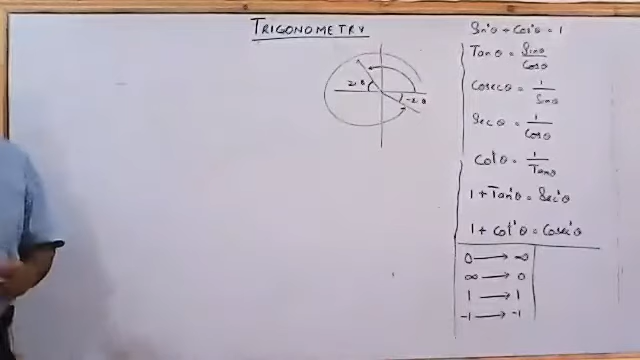 TRIGONOMETRY
Sin²θ + Cos²θ = 1
Tanθ = Sinθ/Cosθ
Cosecθ = 1/Sinθ
Secθ = 1/Cosθ
Cotθ = 1/Tanθ
1 + Tan²θ = Sec²θ
1 + Cot²θ = Cosec²θ
0 → ∞
∞ → 0
1 → 1
-1 → -1